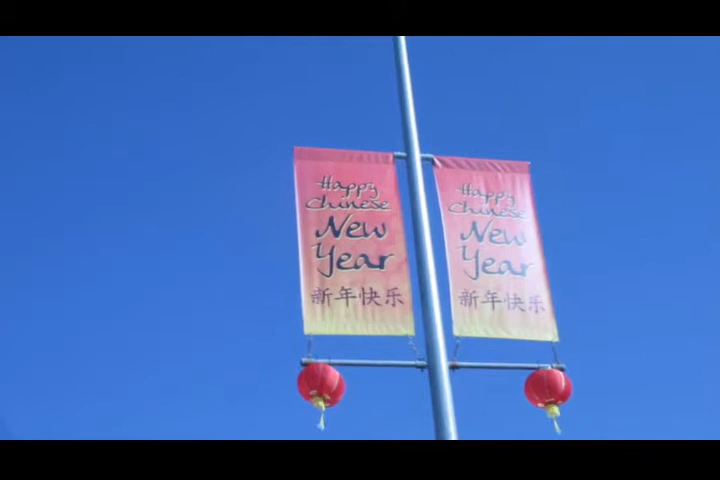 Happy
Chinese
New
Year
新年快乐
Happy
Chinese
New
Year
新年快乐